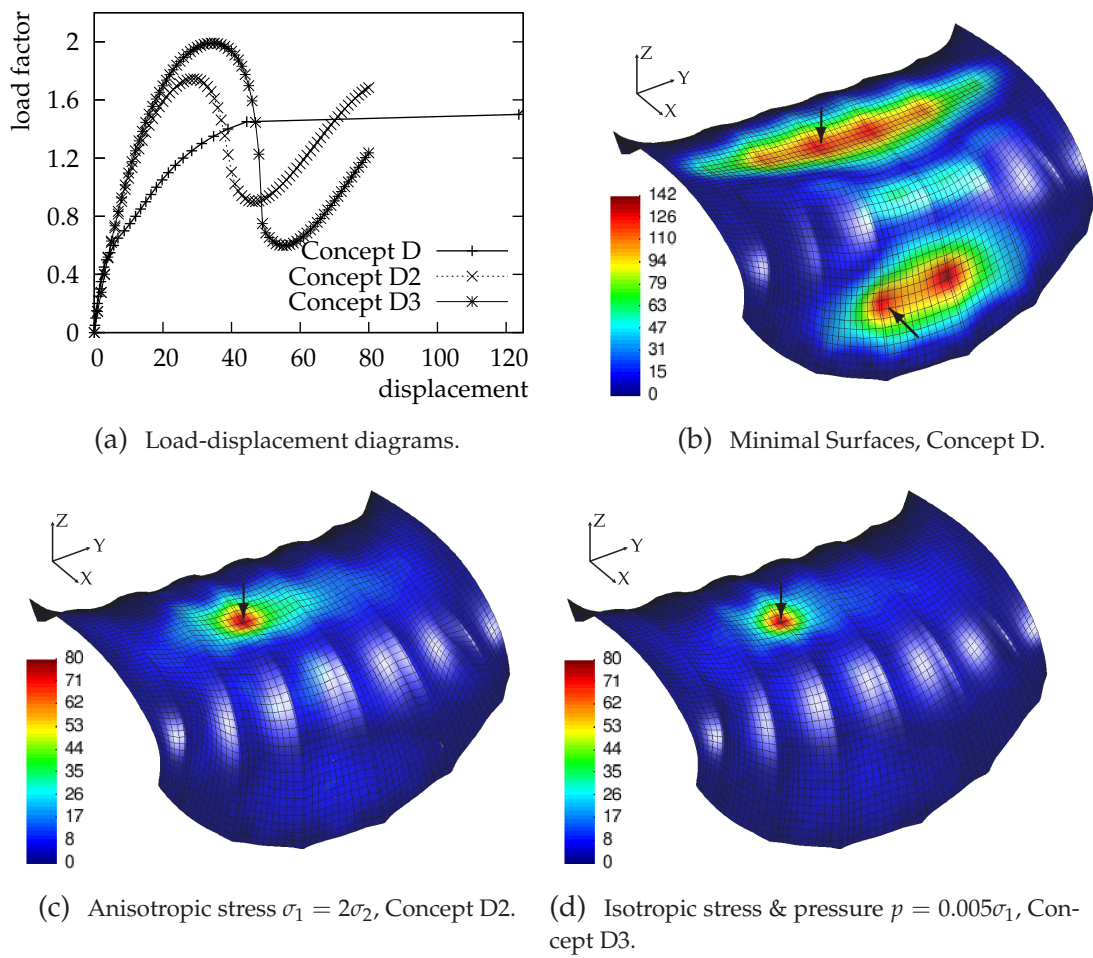 load factor
2
1.6
1.2
0.8
0.4
0
Concept D
Concept D2
Concept D3
0 20 40 60 80 100 120
displacement
(a) Load-displacement diagrams.
Z
Y
X
142
126
110
94
79
63
47
31
15
0
(b) Minimal Surfaces, Concept D.
Z
Y
X
80
71
62
53
44
35
26
17
8
0
(c) Anisotropic stress σ₁ = 2σ₂, Concept D2.
Z
Y
X
80
71
62
53
44
35
26
17
8
0
(d) Isotropic stress & pressure p = 0.005σ₁, Con-
cept D3.